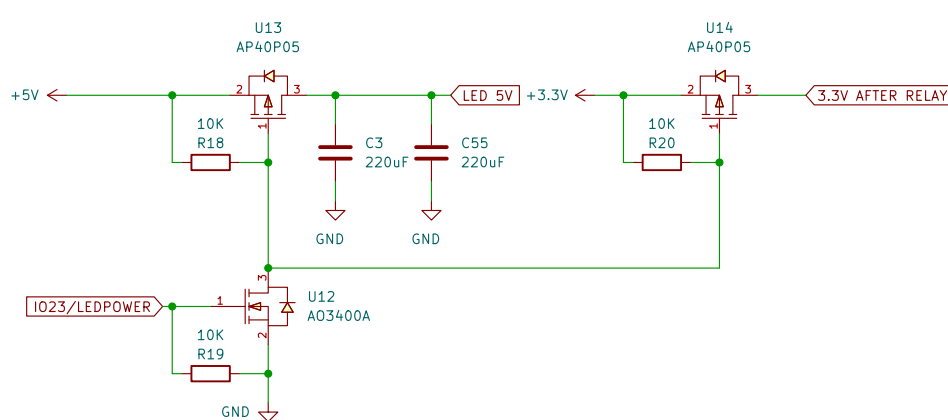 U13
AP40P05
U14
AP40P05
+5V
2
3
LED 5V
+3.3V
2
3
3.3V AFTER RELAY
1
1
10K
R18
C3
220uF
C55
220uF
10K
R20
GND
GND
3
IO23/LEDPOWER
1
U12
AO3400A
2
10K
R19
GND